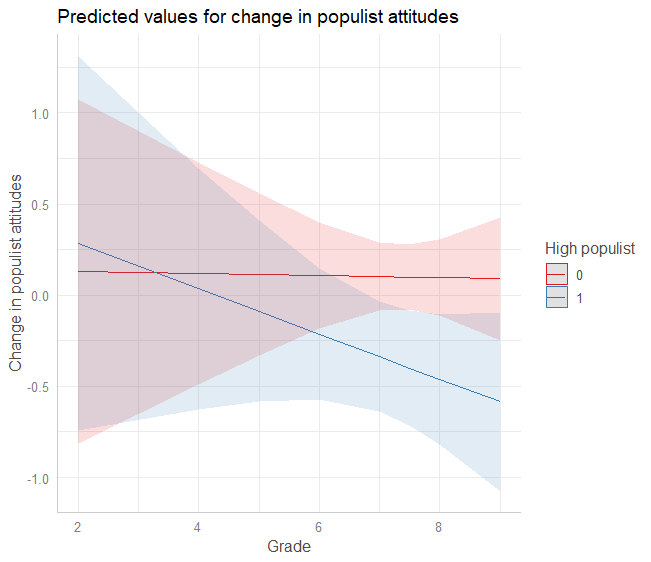 Predicted values for change in populist attitudes
Change in populist attitudes
1.0
0.5
0.0
-0.5
-1.0
2
4
6
8
Grade
High populist
0
1